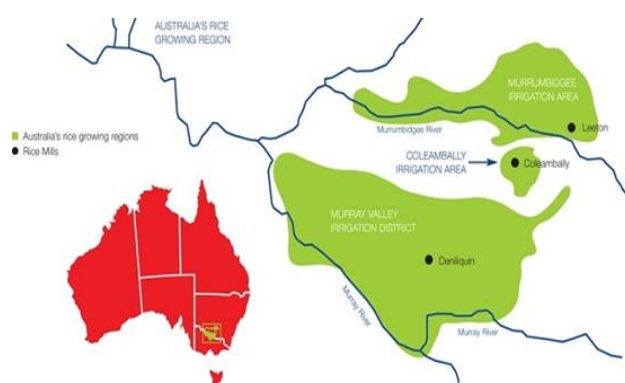 AUSTRALIA'S RICE
GROWING REGION
MURRUMBIDGEE
IRRIGATION AREA
Murrumbidgee River
Leeton
Australia's rice growing regions
Rice Mills
COLEAMBALLY
IRRIGATION AREA
Coleambally
MURRAY VALLEY
IRRIGATION DISTRICT
Deniliquin
Murray River
Murray River